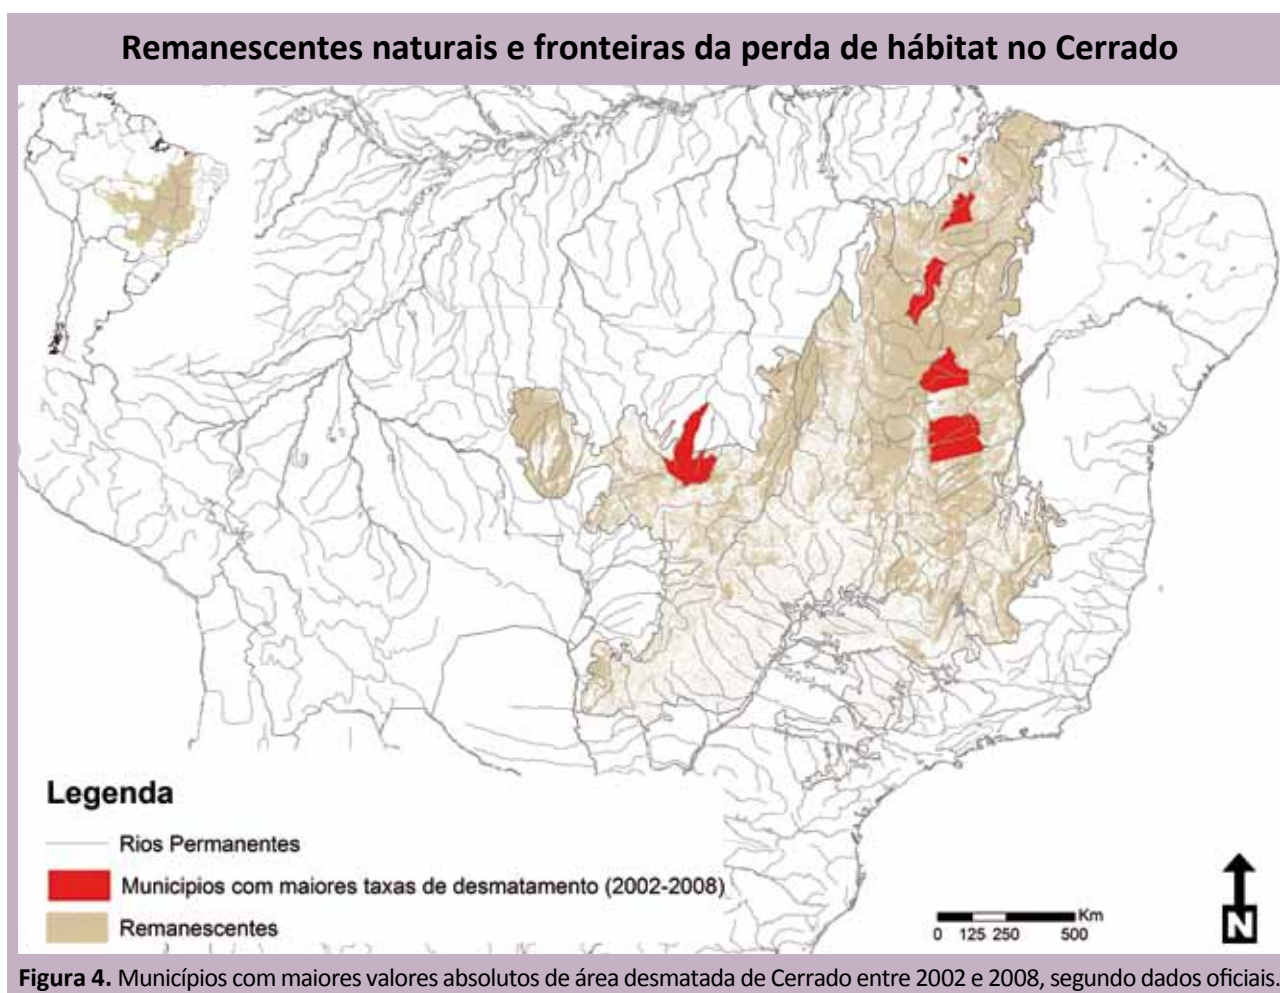 Remanescentes naturais e fronteiras da perda de hábitat no Cerrado
Legenda
Rios Permanentes
Municipios com maiores taxas de desmatamento (2002-2008)
Remanescentes
Km
0 125 250 500
N
Figura 4. Municípios com maiores valores absolutos de área desmatada de Cerrado entre 2002 e 2008, segundo dados oficiais.